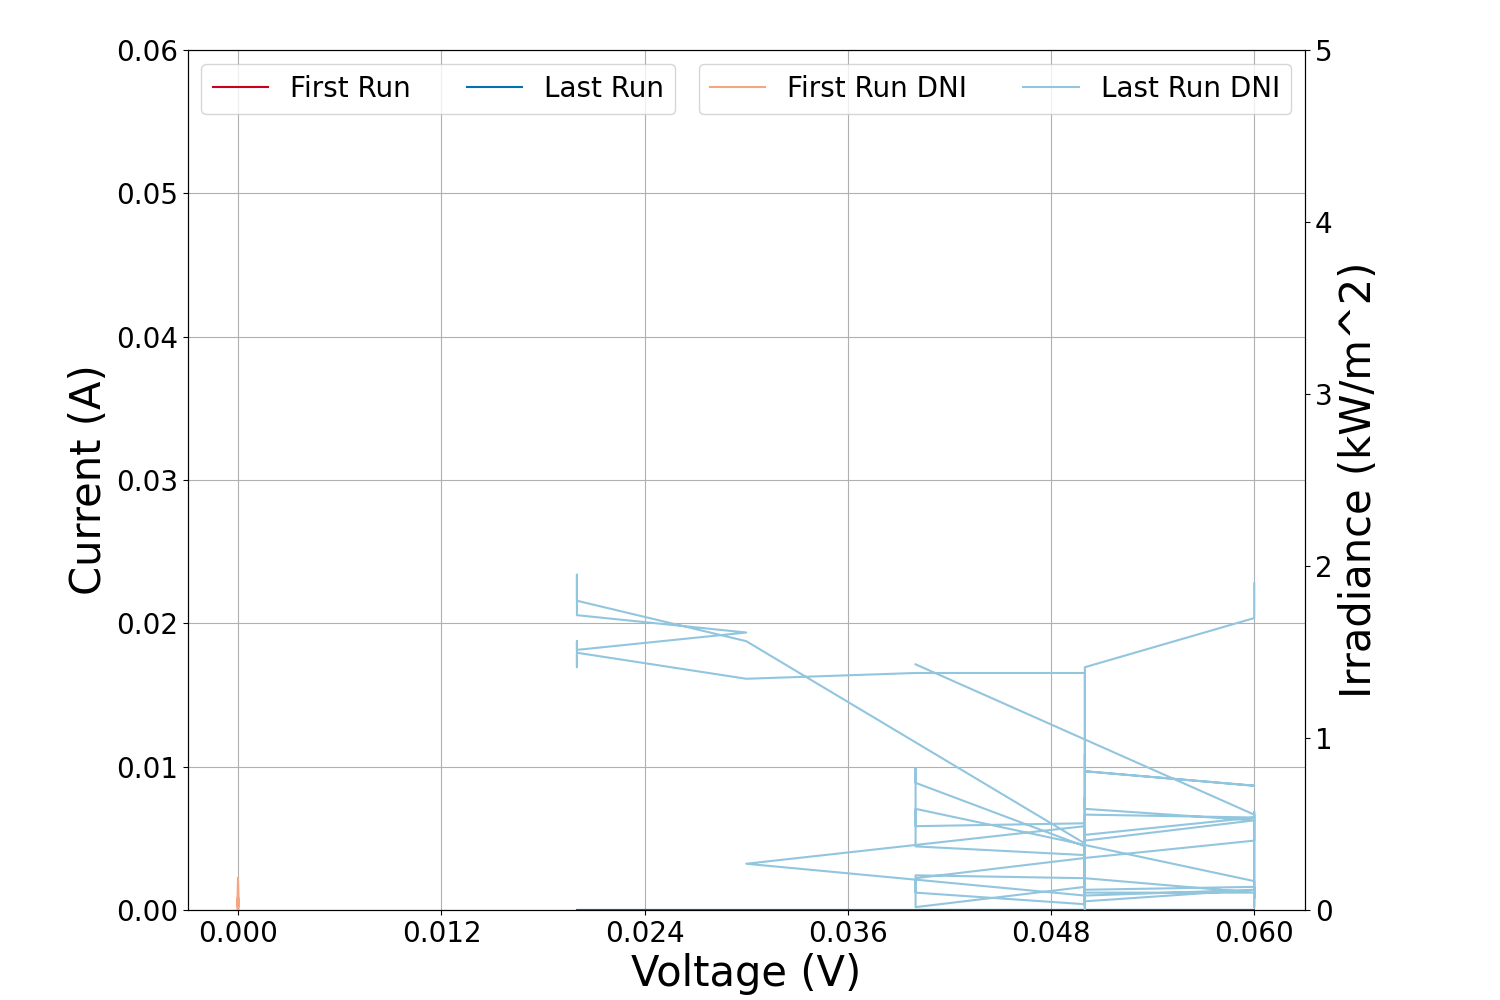 First Run
Last Run
First Run DNI
Last Run DNI
0.06
0.05
0.04
0.03
0.02
0.01
0.00
Current (A)
5
4
3
2
1
0
Irradiance (kW/m^2)
0.000 0.012 0.024 0.036 0.048 0.060
Voltage (V)